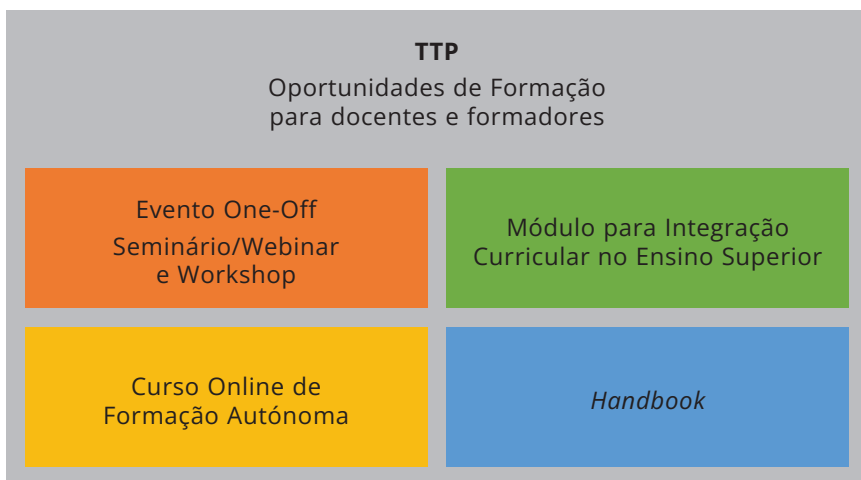 TTP
Oportunidades de Formação
para docentes e formadores
Evento One-Off
Seminário/Webinar
e Workshop
Módulo para Integração
Curricular no Ensino Superior
Curso Online de
Formação Autónoma
Handbook